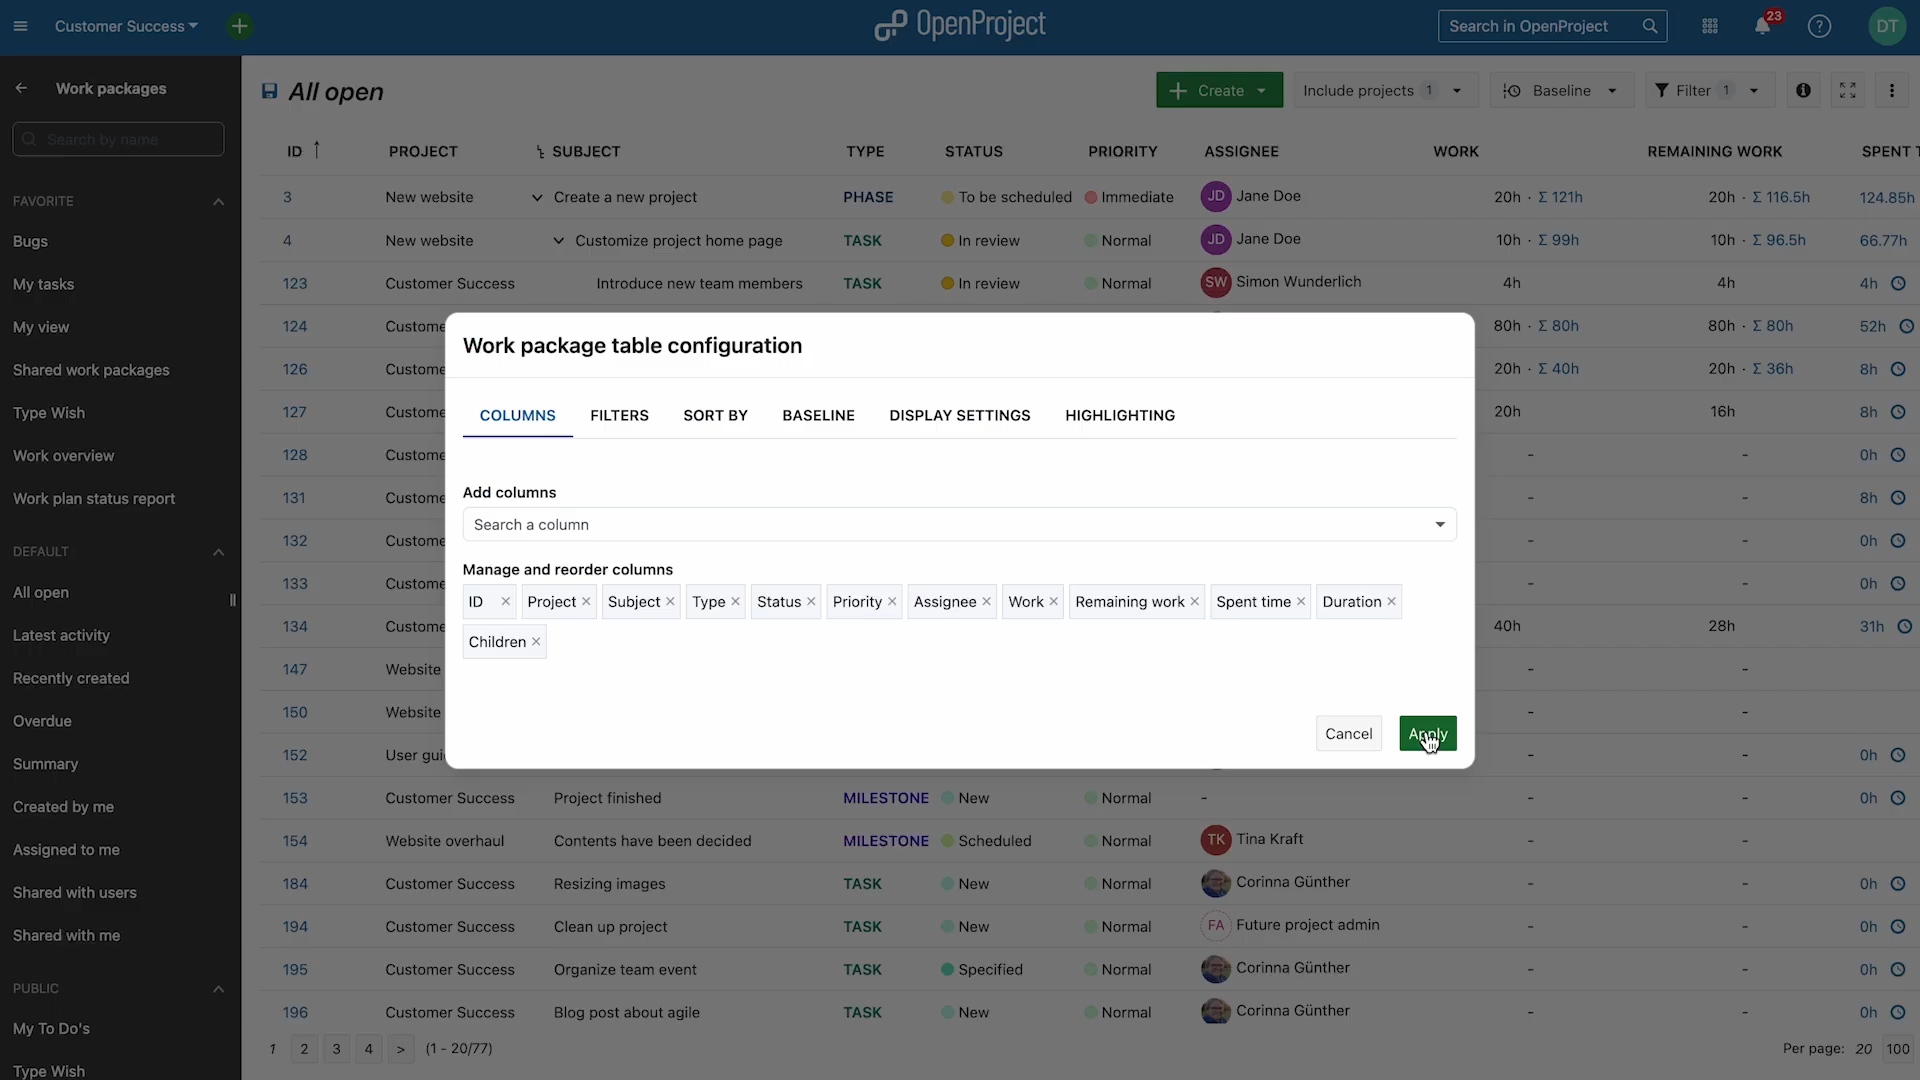 Customer Success
OpenProject
Search in OpenProject
23
?
DT
Work packages
All open
Create
Include projects 1
Baseline
Filter 1
Search by name
ID PROJECT SUBJECT TYPE STATUS PRIORITY ASSIGNEE WORK REMAINING WORK SPENT T
FAVORITE
Bugs
My tasks
My view
Shared work packages
Type Wish
Work overview
Work plan status report
DEFAULT
All open
Latest activity
Recently created
Overdue
Summary
Created by me
Assigned to me
Shared with users
Shared with me
PUBLIC
My To Do's
Type Wish
3 New website Create a new project PHASE To be scheduled Immediate JD Jane Doe 20h · Σ 121h 20h · Σ 116.5h 124.85h
4 New website Customize project home page TASK In review Normal JD Jane Doe 10h · Σ 99h 10h · Σ 96.5h 66.77h
123 Customer Success Introduce new team members TASK In review Normal SW Simon Wunderlich 4h 4h 4h
124 Custome 80h · Σ 80h 80h · Σ 80h 52h
126 Custome 20h · Σ 40h 20h · Σ 36h 8h
127 Custome 20h 16h 8h
128 Custome - - 0h
131 Custome - - 8h
132 Custome - - 0h
133 Custome - - 0h
134 Custome 40h 28h 31h
147 Website - -
150 Website - -
152 User gui - - 0h
Work package table configuration
COLUMNS FILTERS SORT BY BASELINE DISPLAY SETTINGS HIGHLIGHTING
Add columns
Search a column
Manage and reorder columns
ID × Project × Subject × Type × Status × Priority × Assignee × Work × Remaining work × Spent time × Duration ×
Children ×
Cancel Apply
153 Customer Success Project finished MILESTONE New Normal - - - 0h
154 Website overhaul Contents have been decided MILESTONE Scheduled Normal TK Tina Kraft - -
184 Customer Success Resizing images TASK New Normal Corinna Günther - - 0h
194 Customer Success Clean up project TASK New Normal FA Future project admin - - 0h
195 Customer Success Organize team event TASK Specified Normal Corinna Günther - - 0h
196 Customer Success Blog post about agile TASK New Normal Corinna Günther - - 0h
1 2 3 4 > (1 - 20/77)
Per page: 20 100